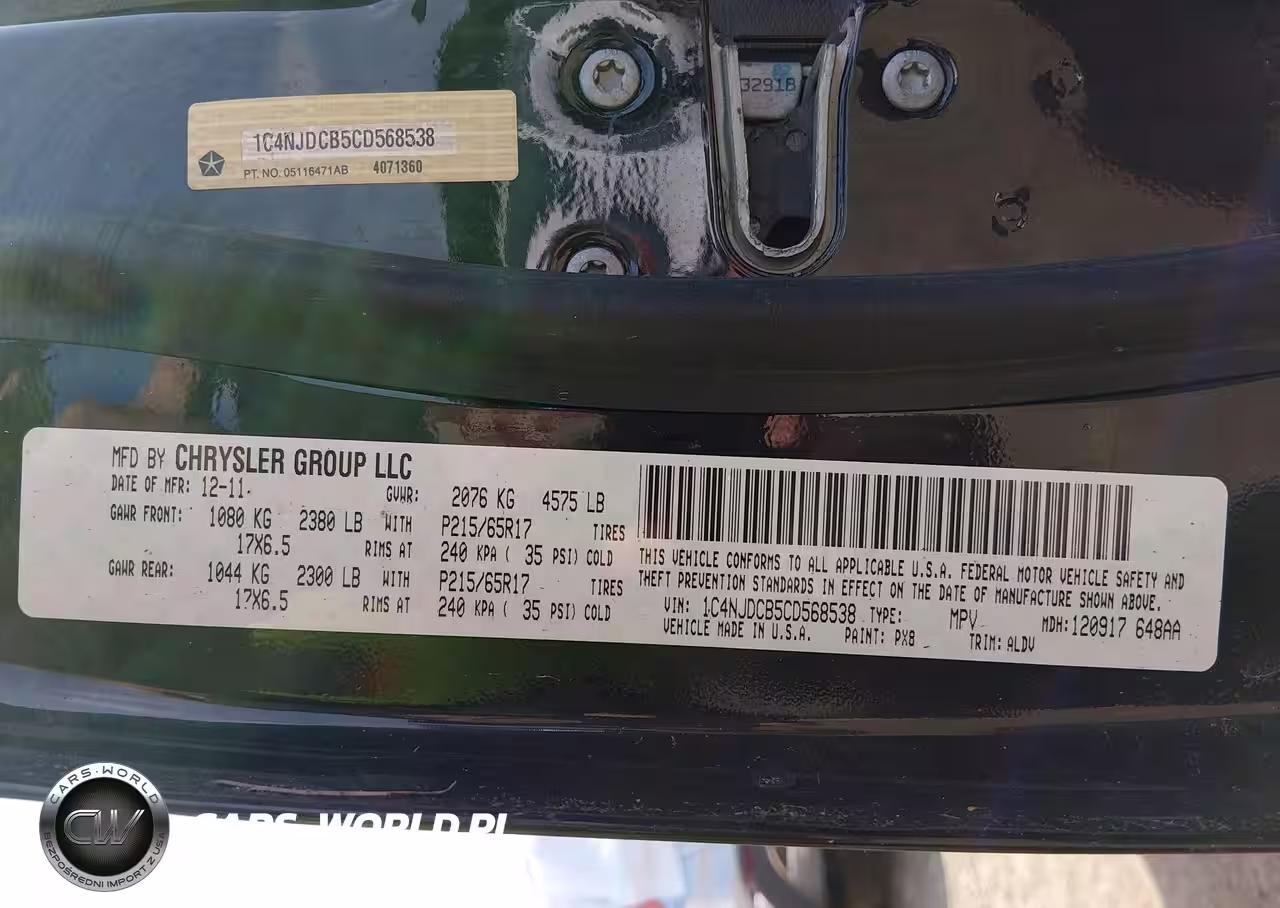 3291B
1C4NJDCB5CD568538
PT. NO. 05116471AB 4071360
MFD BY CHRYSLER GROUP LLC
DATE OF MFR: 12-11. GVWR: 2076 KG 4575 LB
GAWR FRONT: 1080 KG 2380 LB WITH P215/65R17 TIRES
17X6.5 RIMS AT 240 KPA ( 35 PSI) COLD
GAWR REAR: 1044 KG 2300 LB WITH P215/65R17 TIRES
17X6.5 RIMS AT 240 KPA ( 35 PSI) COLD
THIS VEHICLE CONFORMS TO ALL APPLICABLE U.S.A. FEDERAL MOTOR VEHICLE SAFETY AND
THEFT PREVENTION STANDARDS IN EFFECT ON THE DATE OF MANUFACTURE SHOWN ABOVE.
VIN: 1C4NJDCB5CD568538 TYPE: MPV MDH: 120917 648AA
VEHICLE MADE IN U.S.A. PAINT: PX8 TRIM: ALDV
CARS-WORLD
CW
BEZPOŚREDNI IMPORT Z USA
CARS-WORLD.PL